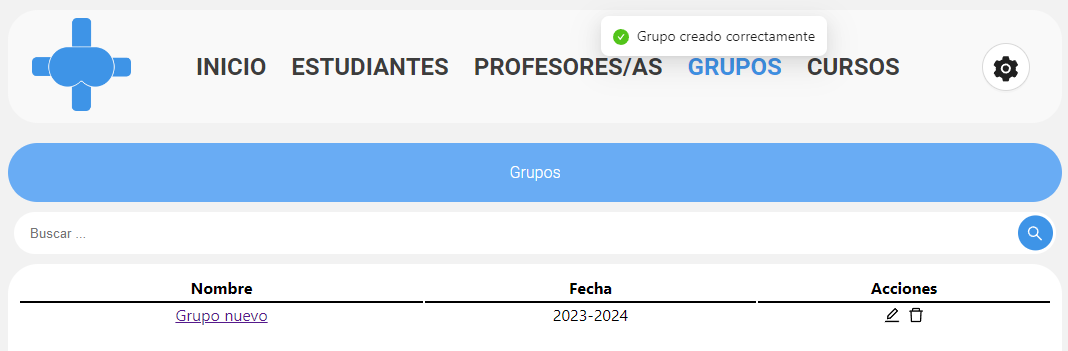 Grupo creado correctamente
INICIO ESTUDIANTES PROFESORES/AS GRUPOS CURSOS
Grupos
Buscar ...
Nombre Fecha Acciones
Grupo nuevo 2023-2024